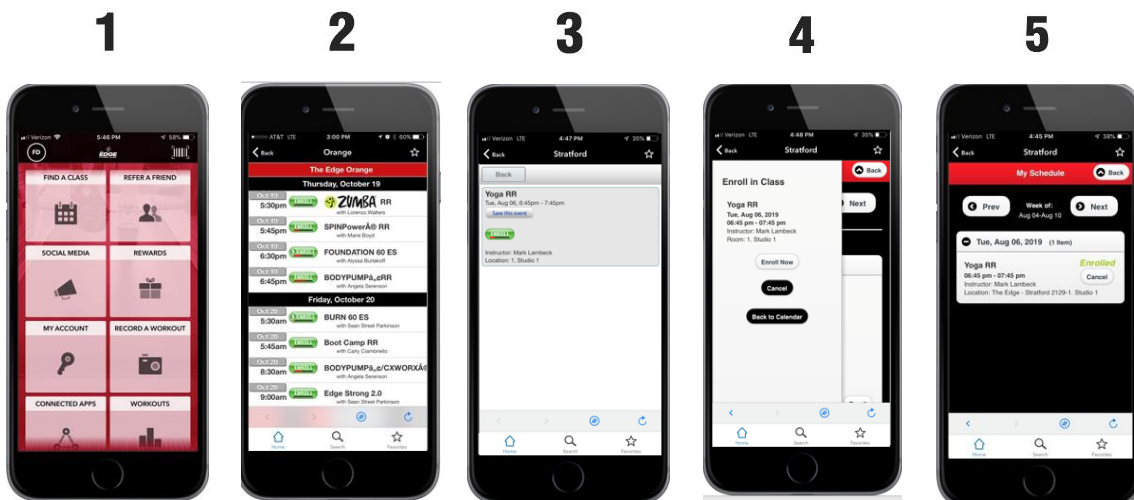 1 2 3 4 5
Verizon 5:46 PM 58%
FD EDGE
FIND A CLASS REFER A FRIEND
SOCIAL MEDIA REWARDS
MY ACCOUNT RECORD A WORKOUT
CONNECTED APPS WORKOUTS
AT&T LTE 3:00 PM 60%
Back Orange
The Edge Orange
Thursday, October 19
Oct 19
5:30pm ENROLL ZUMBA RR
with Lorenzo Walters
Oct 19
5:45pm ENROLL SPINPowerÂ® RR
with Marie Boyd
Oct 19
6:30pm ENROLL FOUNDATION 60 ES
with Alyssa Burlakoff
Oct 19
6:45pm ENROLL BODYPUMPâ„¢RR
with Angela Serenson
Friday, October 20
Oct 20
5:30am ENROLL BURN 60 ES
with Sean Street Parkinson
Oct 20
5:45am ENROLL Boot Camp RR
with Carly Ciambriello
Oct 20
8:30am ENROLL BODYPUMPâ„¢/CXWORXÂ®
with Angela Serenson
Oct 20
9:00am ENROLL Edge Strong 2.0
with Sean Street Parkinson
Home Search Favorites
Verizon LTE 4:47 PM 35%
Back Stratford
Back
Yoga RR
Tue, Aug 06, 6:45pm - 7:45pm
Save this event
ENROLL
Instructor: Mark Lambeck
Location: 1. Studio 1
Home Search Favorites
Verizon LTE 4:48 PM 35%
Back Stratford
Back
Enroll in Class
Next
Yoga RR
Tue, Aug 06, 2019
06:45 pm - 07:45 pm
Instructor: Mark Lambeck
Room: 1. Studio 1
Enroll Now
Cancel
Back to Calendar
Home Search Favorites
Verizon LTE 4:45 PM 38%
Back Stratford
My Schedule Back
Prev Week of: Next
Aug 04-Aug 10
Tue, Aug 06, 2019 (1 Item)
Yoga RR Enrolled
06:45 pm - 07:45 pm Cancel
Instructor: Mark Lambeck
Location: The Edge - Stratford 2129-1. Studio 1
Home Search Favorites